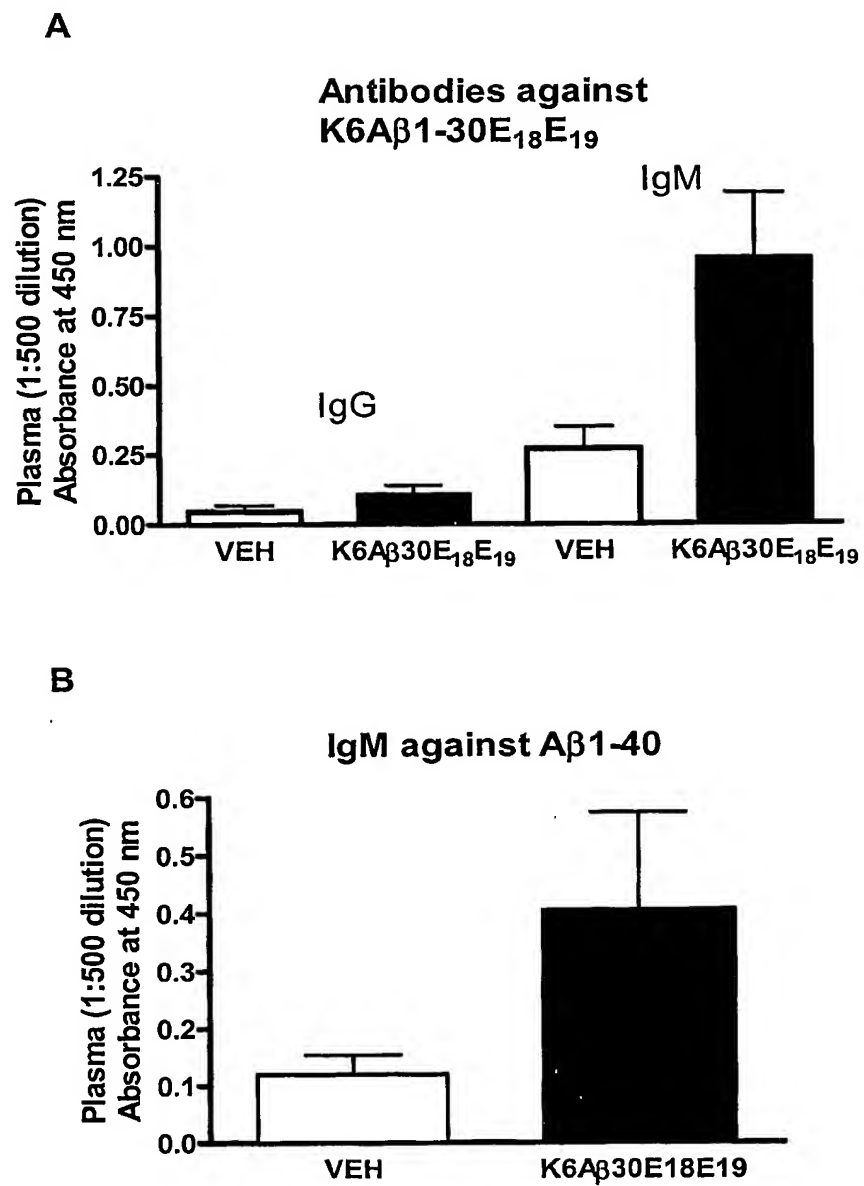 A
Antibodies against
K6Aβ1-30E₁₈E₁₉
IgM
1.25
1.00
0.75
0.50
0.25
0.00
Plasma (1:500 dilution)
Absorbance at 450 nm
IgG
VEH
K6Aβ30E₁₈E₁₉
VEH
K6Aβ30E₁₈E₁₉
B
IgM against Aβ1-40
0.6
0.5
0.4
0.3
0.2
0.1
0.0
Plasma (1:500 dilution)
Absorbance at 450 nm
VEH
K6Aβ30E18E19